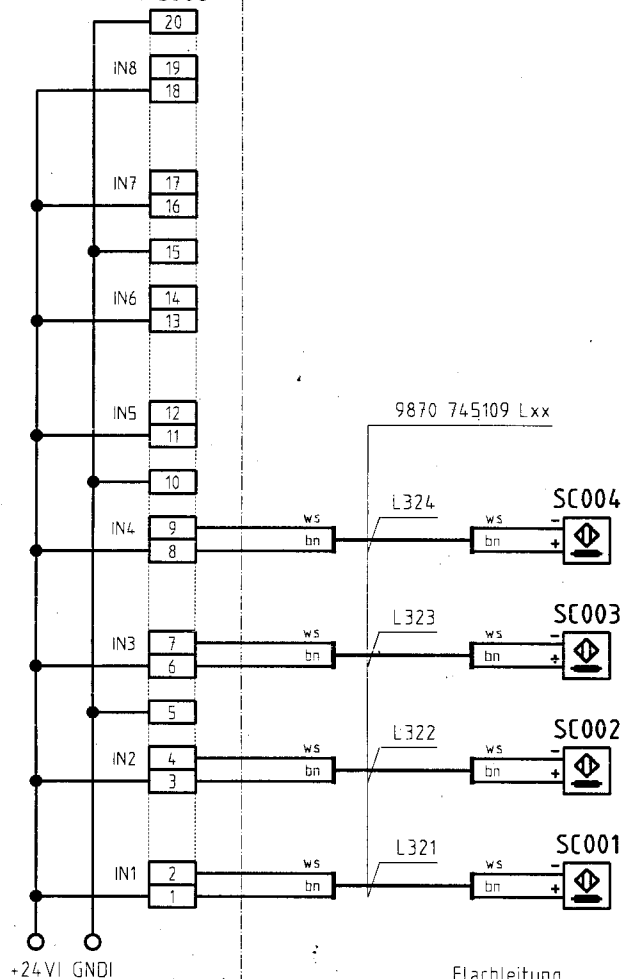 20
IN8 19
18
IN7 17
16
15
IN6 14
13
9870 745109 Lxx
IN5 12
11
10
L324 SC004
IN4 9 ws ws -
8 bn bn +
L323 SC003
IN3 7 ws ws -
6 bn bn +
5
L322 SC002
IN2 4 ws ws -
3 bn bn +
L321 SC001
IN1 2 ws ws -
1 bn bn +
+24VI GNDI
Flachleitung